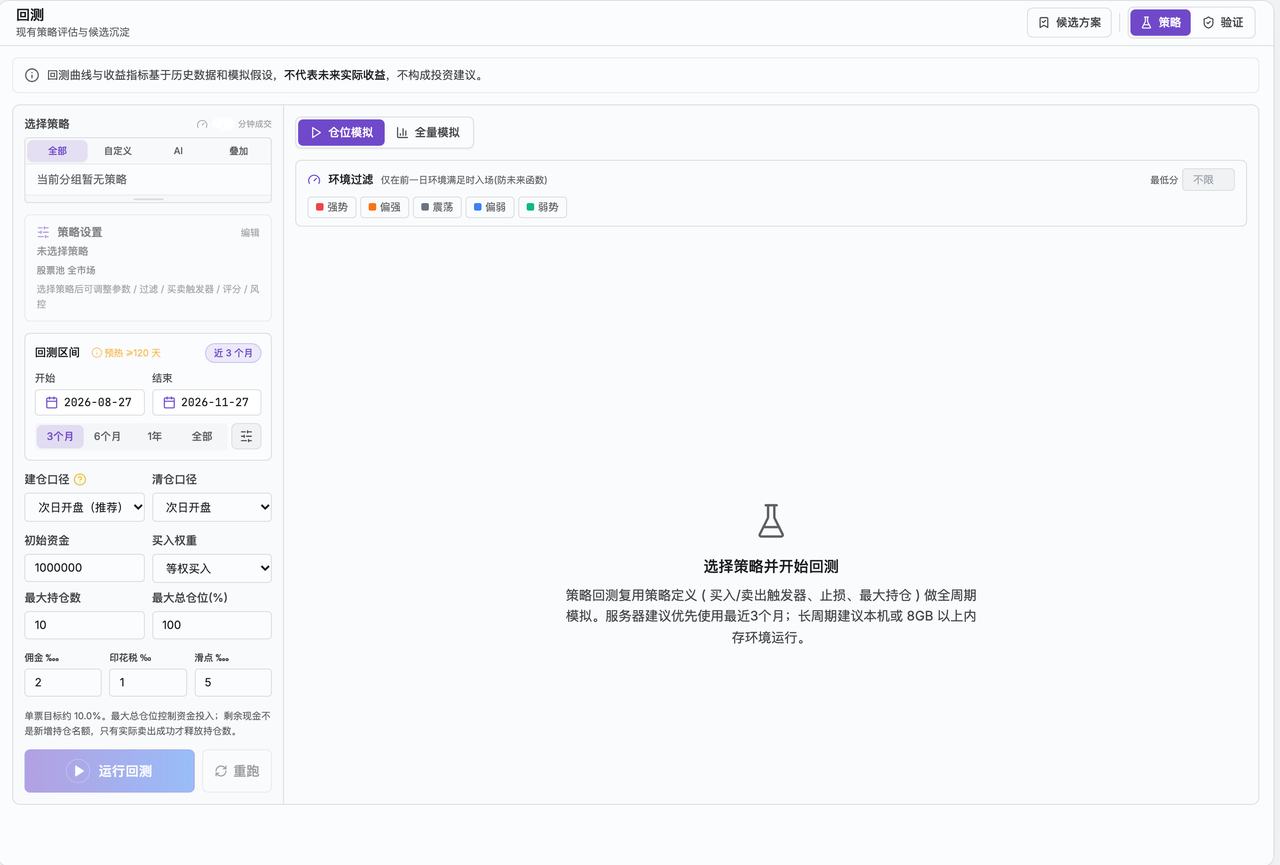 回测
现有策略评估与候选沉淀
候选方案
策略
验证
回测曲线与收益指标基于历史数据和模拟假设，不代表未来实际收益，不构成投资建议。
选择策略
分钟成交
全部 自定义 AI 叠加
当前分组暂无策略
策略设置
编辑
未选择策略
股票池 全市场
选择策略后可调整参数 / 过滤 / 买卖触发器 / 评分 / 风
控
回测区间
预热 ≥120 天
近 3 个月
开始 结束
2026-08-27 2026-11-27
3个月 6个月 1年 全部
建仓口径 ? 清仓口径
次日开盘（推荐） 次日开盘
初始资金 买入权重
1000000 等权买入
最大持仓数 最大总仓位(%)
10 100
佣金 ‱ 印花税 ‰ 滑点 ‱
2 1 5
单票目标约 10.0%。最大总仓位控制资金投入；剩余现金不
是新增持仓名额，只有实际卖出成功才释放持仓数。
运行回测
重跑
仓位模拟
全量模拟
环境过滤 仅在前一日环境满足时入场(防未来函数)
最低分 不限
强势 偏强 震荡 偏弱 弱势
选择策略并开始回测
策略回测复用策略定义 ( 买入/卖出触发器、止损、最大持仓 ) 做全周期
模拟。服务器建议优先使用最近3个月；长周期建议本机或 8GB 以上内
存环境运行。